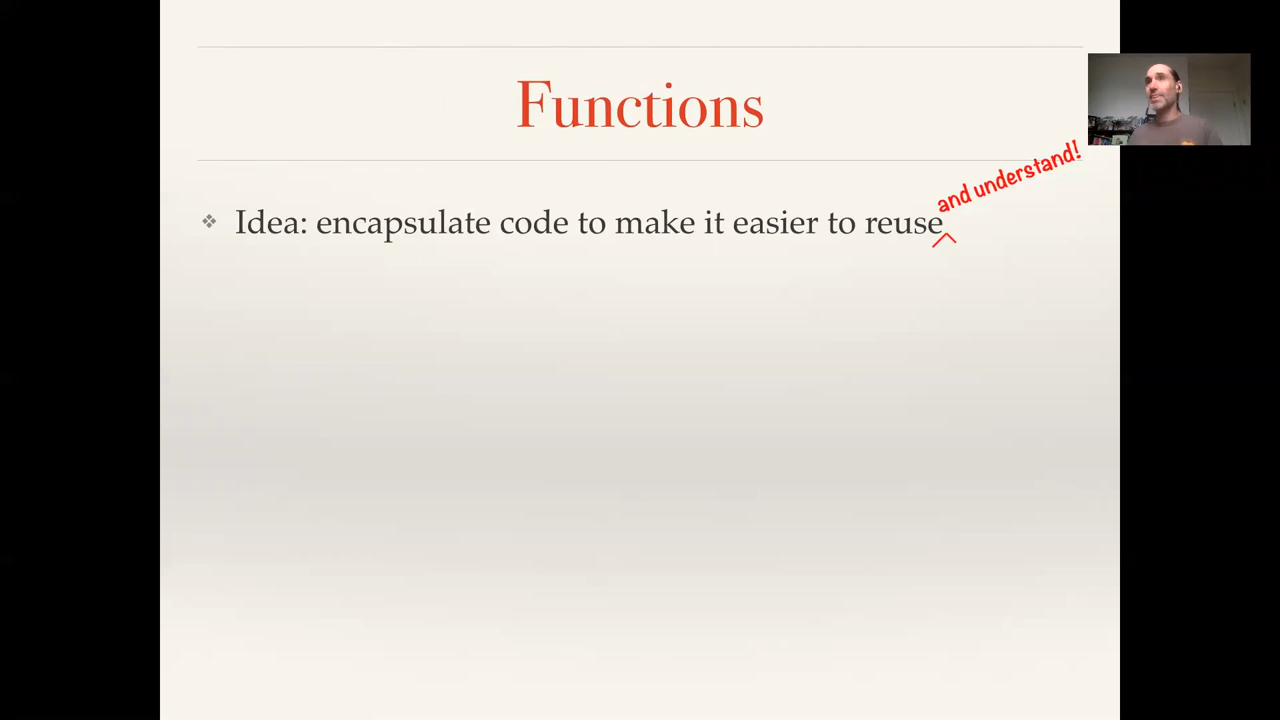 Functions
and understand!
Idea: encapsulate code to make it easier to reuse